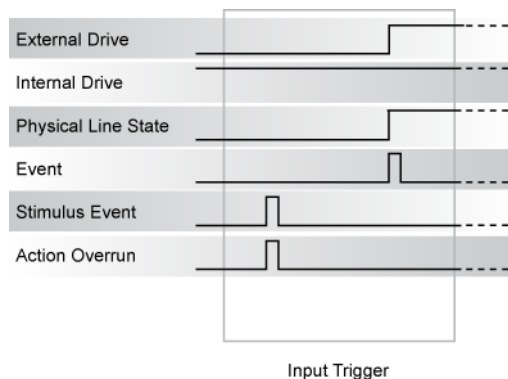 External Drive
Internal Drive
Physical Line State
Event
Stimulus Event
Action Overrun
Input Trigger